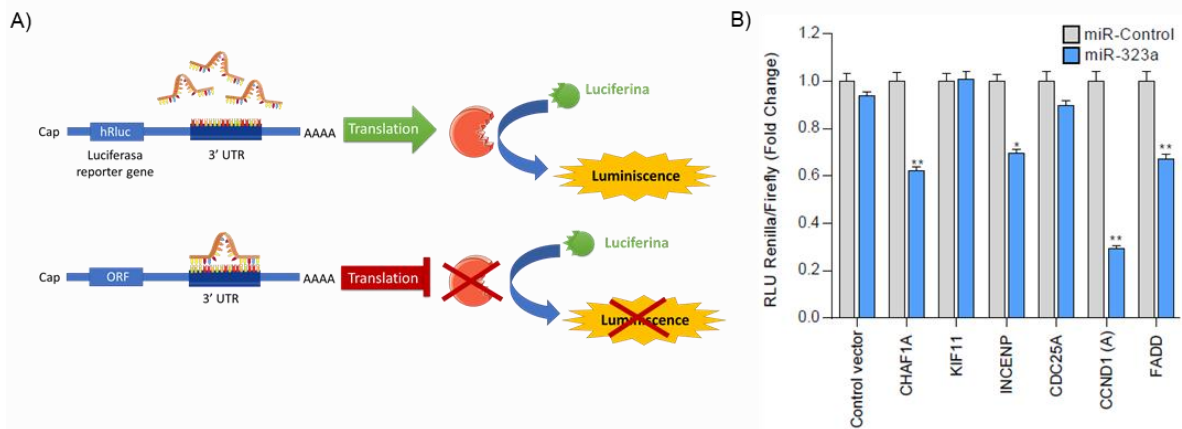 A)
Cap
hRluc
AAAA
Luciferasa
reporter gene
3' UTR
Translation
Luciferina
Luminiscence
Cap
ORF
AAAA
3' UTR
Translation
Luciferina
Luminiscence
B)
miR-Control
miR-323a
RLU Renilla/Firefly (Fold Change)
1.2
1.0
0.8
0.6
0.4
0.2
0.0
**
*
**
**
Control vector
CHAF1A
KIF11
INCENP
CDC25A
CCND1 (A)
FADD